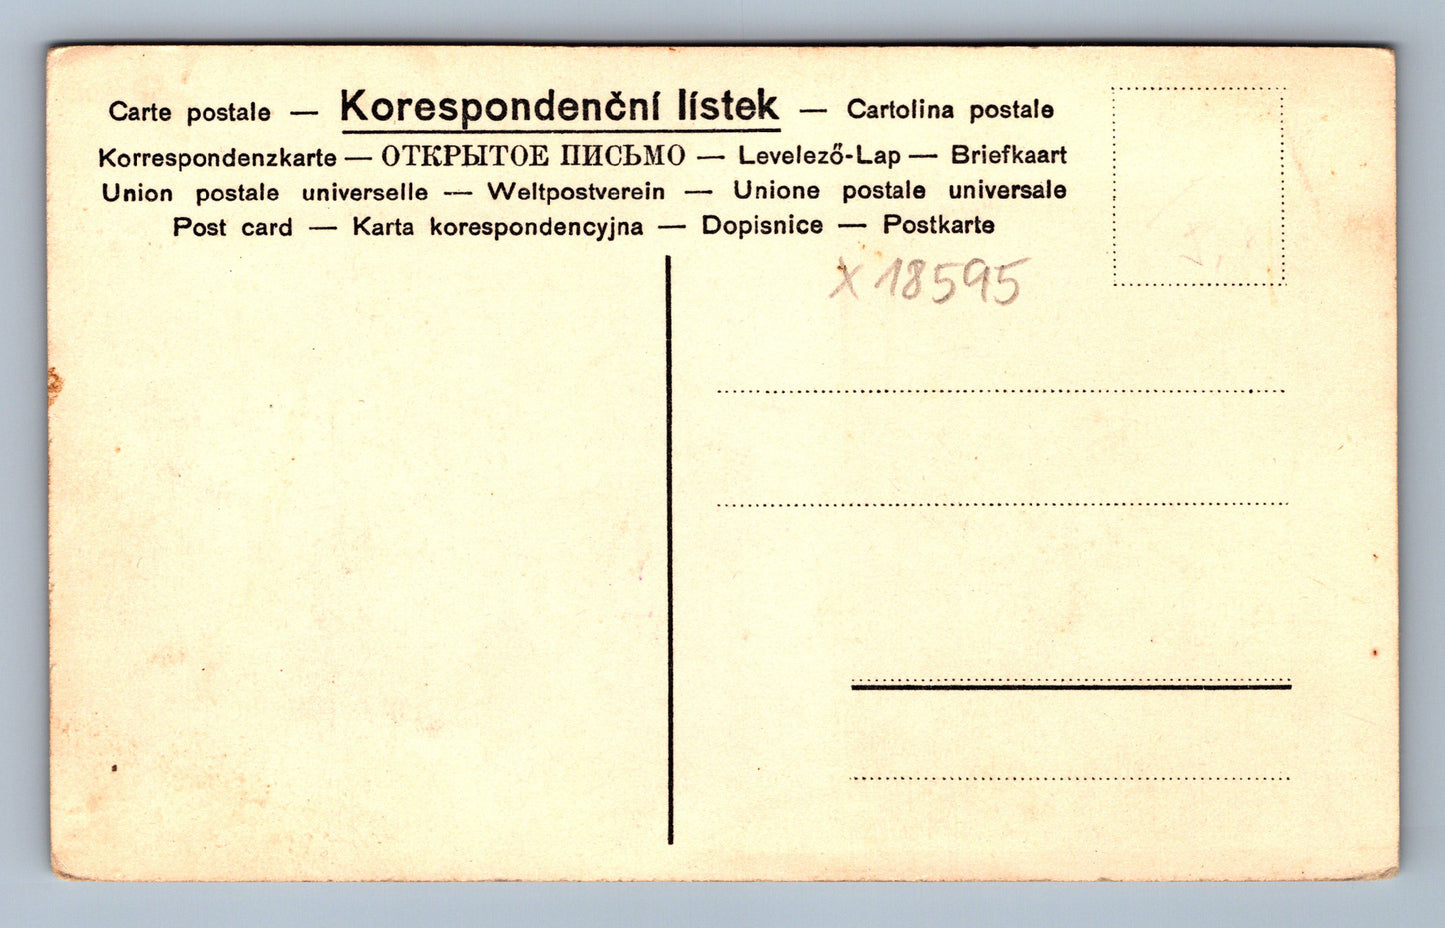 Carte postale — Korespondenční lístek — Cartolina postale
Korrespondenzkarte — ОТКРЫТОЕ ПИСЬМО — Levelező-Lap — Briefkaart
Union postale universelle — Weltpostverein — Unione postale universale
Post card — Karta korespondencyjna — Dopisnice — Postkarte
X 18595